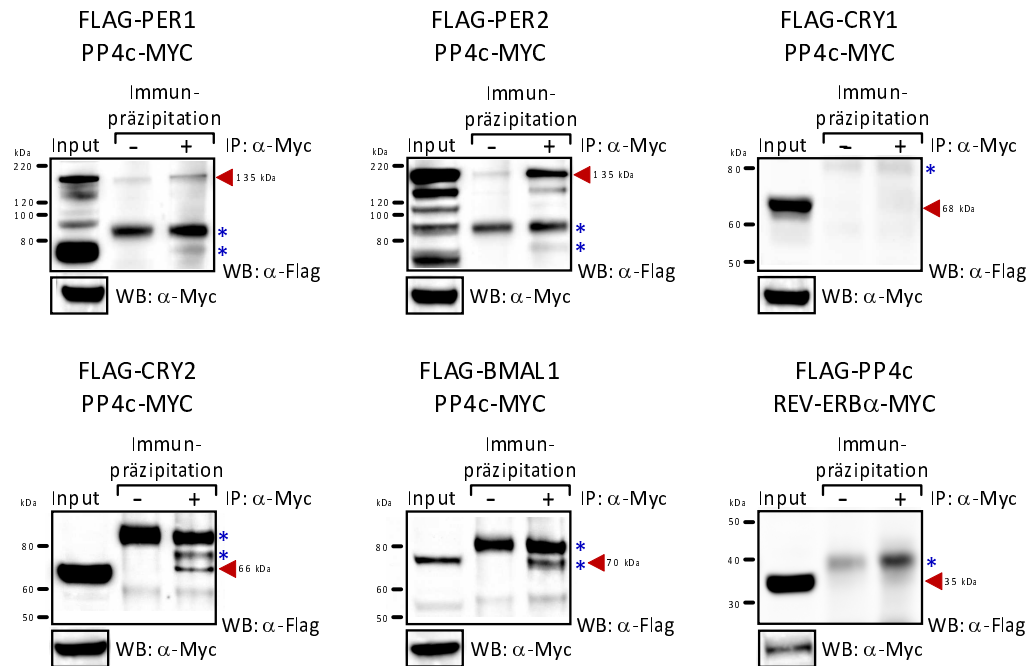 FLAG-PER1
PP4c-MYC
Immun-
präzipitation
Input
kDa
–
+
IP: α-Myc
220
120
100
80
135 kDa
*
*
WB: α-Flag
WB: α-Myc
FLAG-PER2
PP4c-MYC
Immun-
präzipitation
Input
kDa
–
+
IP: α-Myc
220
120
100
80
135 kDa
*
*
WB: α-Flag
WB: α-Myc
FLAG-CRY1
PP4c-MYC
Immun-
präzipitation
Input
kDa
–
+
IP: α-Myc
80
60
50
*
68 kDa
WB: α-Flag
WB: α-Myc
FLAG-CRY2
PP4c-MYC
Immun-
präzipitation
Input
kDa
–
+
IP: α-Myc
80
60
50
*
*
66 kDa
WB: α-Flag
WB: α-Myc
FLAG-BMAL1
PP4c-MYC
Immun-
präzipitation
Input
kDa
–
+
IP: α-Myc
80
60
50
*
*
70 kDa
WB: α-Flag
WB: α-Myc
FLAG-PP4c
REV-ERBα-MYC
Immun-
präzipitation
Input
kDa
–
+
IP: α-Myc
50
40
30
*
35 kDa
WB: α-Flag
WB: α-Myc